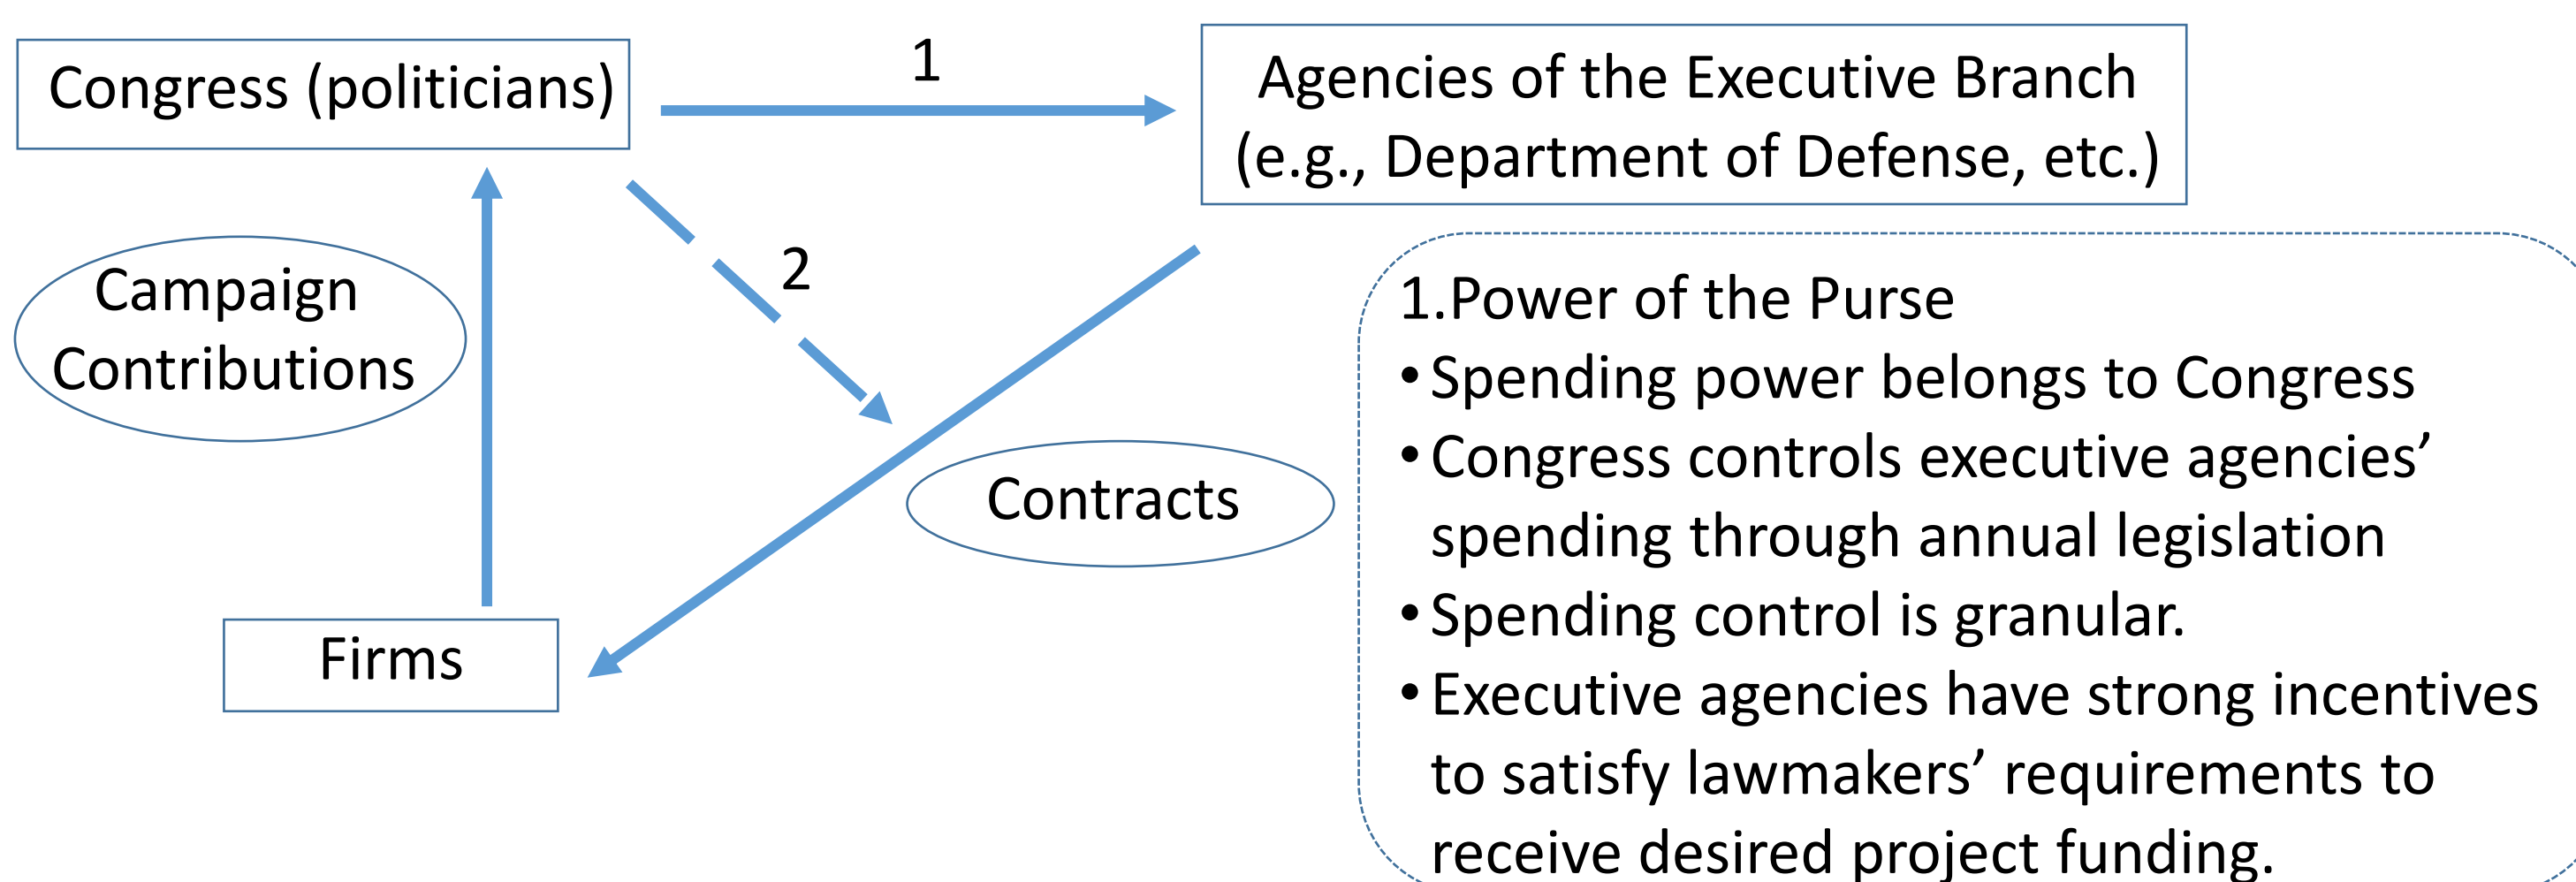 Congress (politicians)
1
Agencies of the Executive Branch
(e.g., Department of Defense, etc.)
2
Campaign
Contributions
Contracts
Firms
1.Power of the Purse
•Spending power belongs to Congress
•Congress controls executive agencies’
spending through annual legislation
•Spending control is granular.
•Executive agencies have strong incentives
to satisfy lawmakers’ requirements to
receive desired project funding.